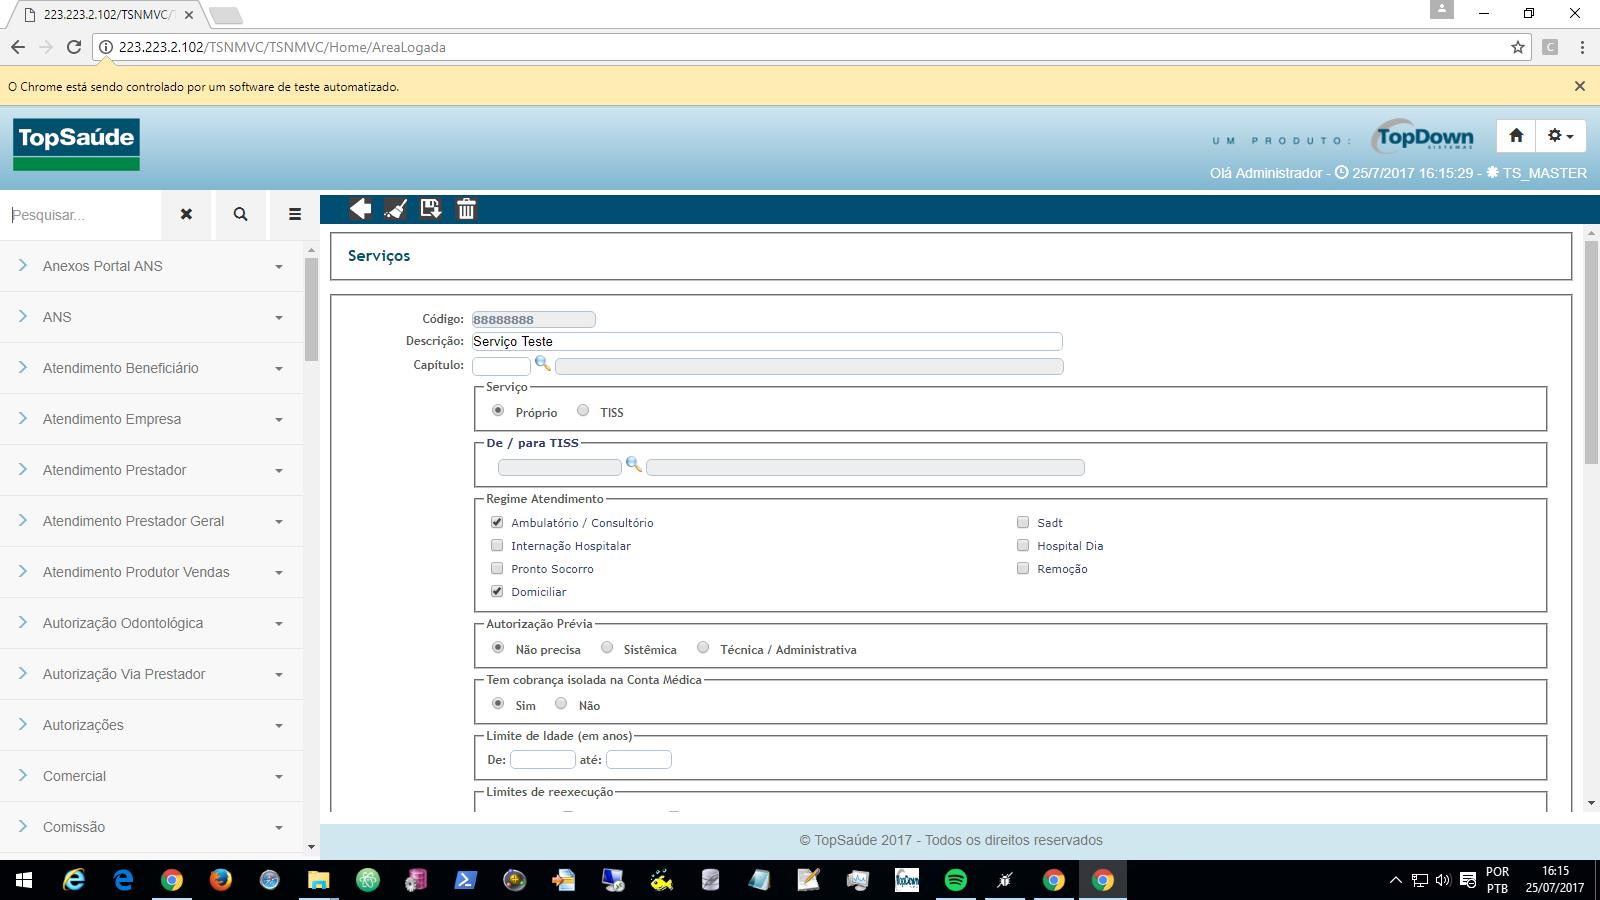 223.223.2.102/TSNMVC/T
223.223.2.102/TSNMVC/TSNMVC/Home/AreaLogada
C
O Chrome está sendo controlado por um software de teste automatizado.
TopSaúde
UM PRODUTO:
TopDown
SISTEMAS
Olá Administrador - 25/7/2017 16:15:29 - TS_MASTER
Pesquisar...
Anexos Portal ANS
ANS
Atendimento Beneficiário
Atendimento Empresa
Atendimento Prestador
Atendimento Prestador Geral
Atendimento Produtor Vendas
Autorização Odontológica
Autorização Via Prestador
Autorizações
Comercial
Comissão
Serviços
Código: 88888888
Descrição: Serviço Teste
Capítulo:
Serviço
Próprio TISS
De / para TISS
Regime Atendimento
Ambulatório / Consultório Sadt
Internação Hospitalar Hospital Dia
Pronto Socorro Remoção
Domiciliar
Autorização Prévia
Não precisa Sistêmica Técnica / Administrativa
Tem cobrança isolada na Conta Médica
Sim Não
Limite de Idade (em anos)
De: até:
Limites de reexecução
© TopSaúde 2017 - Todos os direitos reservados
TopDown
POR
PTB
16:15
25/07/2017